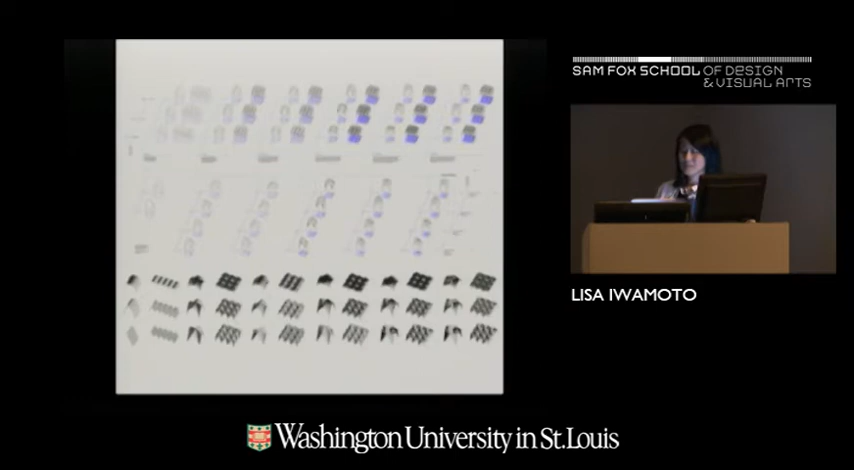 SAM FOX SCHOOL OF DESIGN
& VISUAL ARTS
LISA IWAMOTO
Washington University in St. Louis